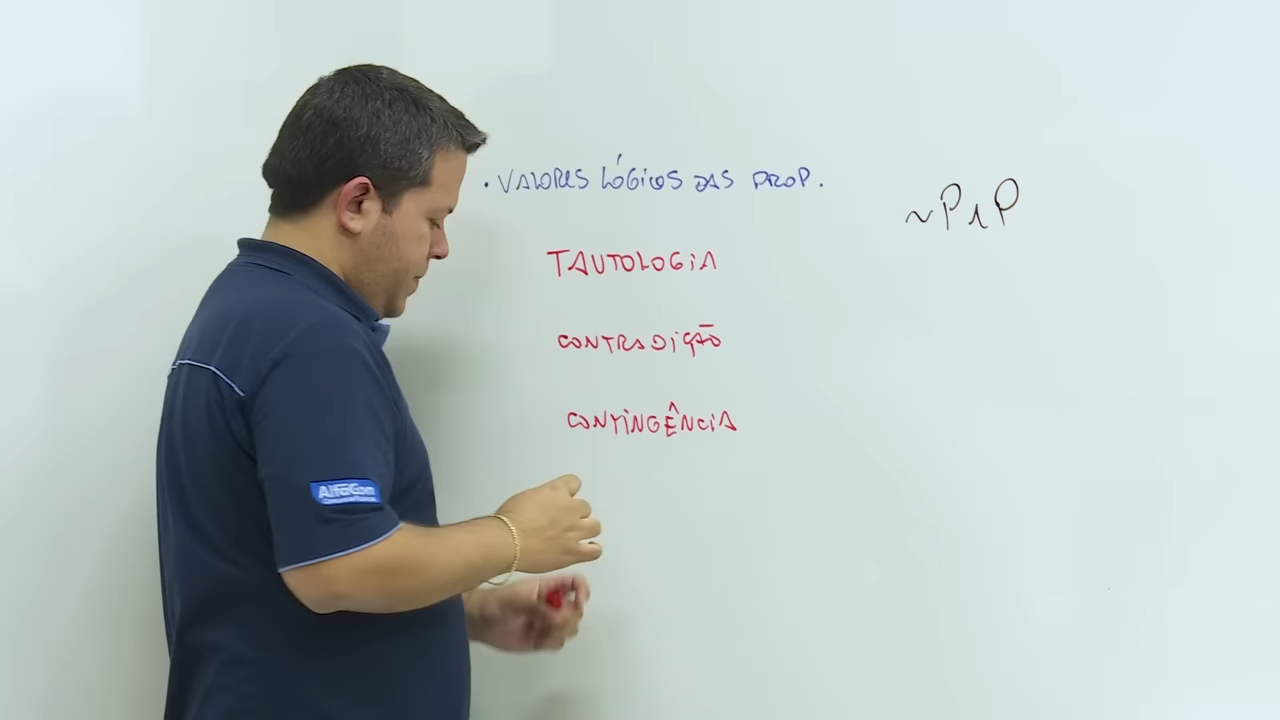 • VALORES LÓGICOS DAS PROP.
~P ∧ P
TAUTOLOGIA
CONTRADIÇÃO
CONTINGÊNCIA
AlfaCon